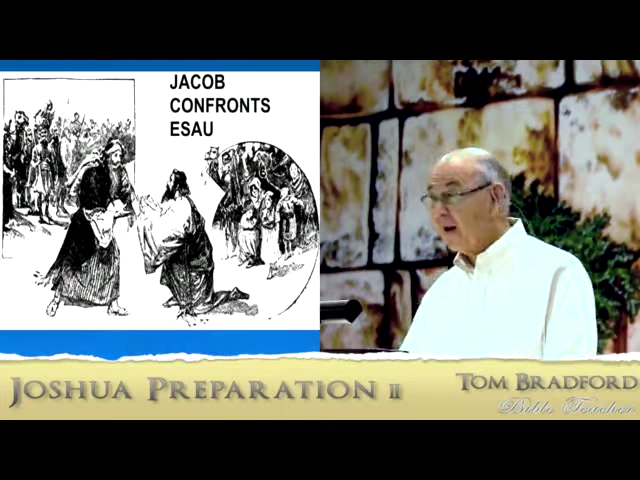 JACOB
CONFRONTS
ESAU
JOSHUA PREPARATION II
TOM BRADFORD
Bible Teacher